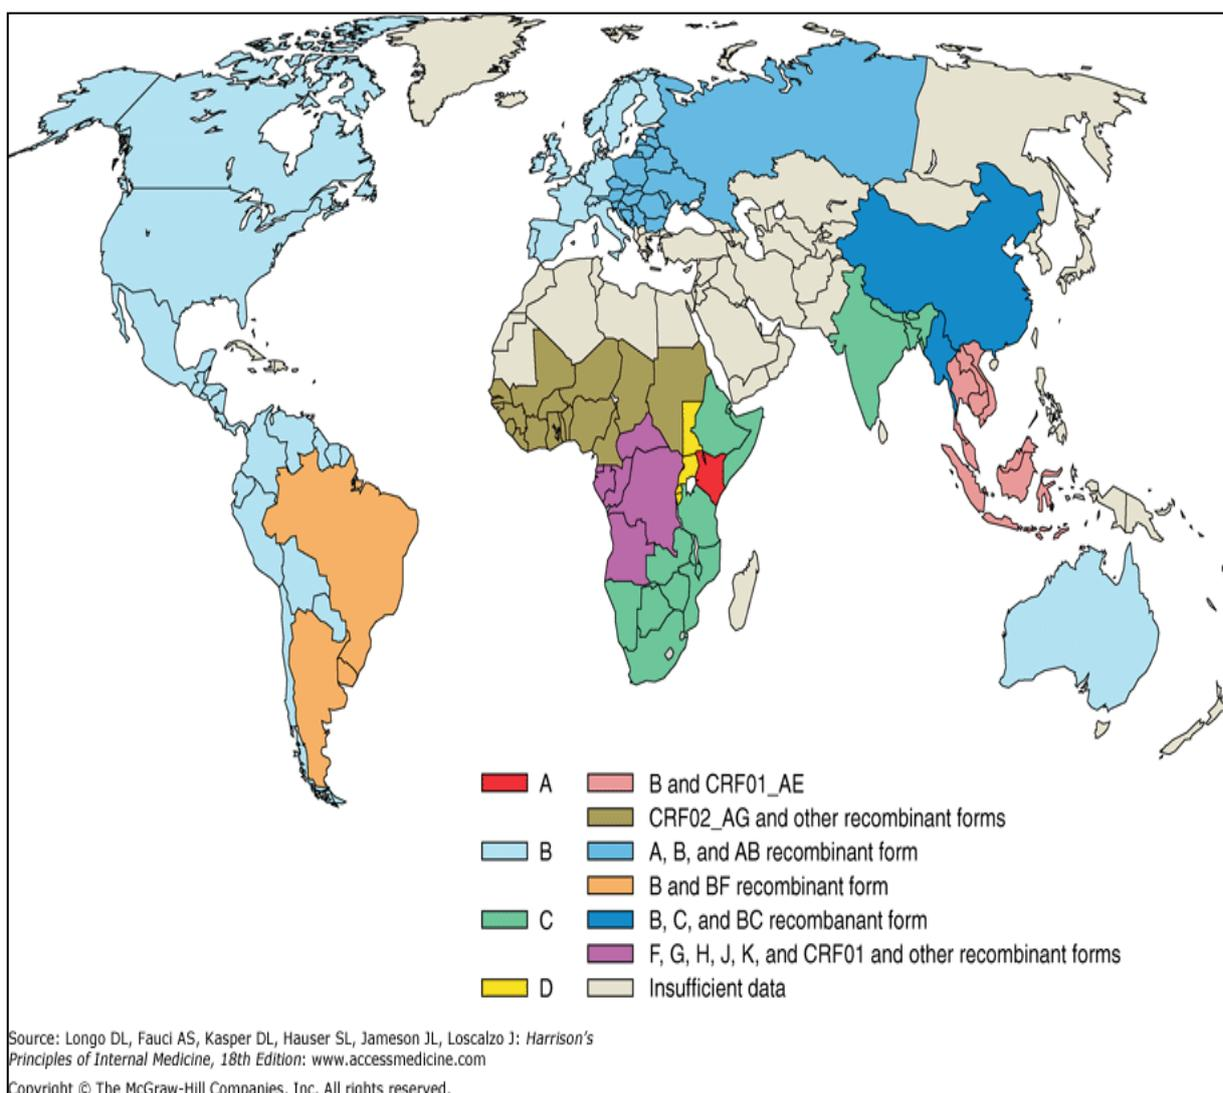 A
B and CRF01_AE
CRF02_AG and other recombinant forms
B
A, B, and AB recombinant form
B and BF recombinant form
C
B, C, and BC recombanant form
F, G, H, J, K, and CRF01 and other recombinant forms
D
Insufficient data
Source: Longo DL, Fauci AS, Kasper DL, Hauser SL, Jameson JL, Loscalzo J: Harrison's
Principles of Internal Medicine, 18th Edition: www.accessmedicine.com
Copyright © The McGraw-Hill Companies, Inc. All rights reserved.